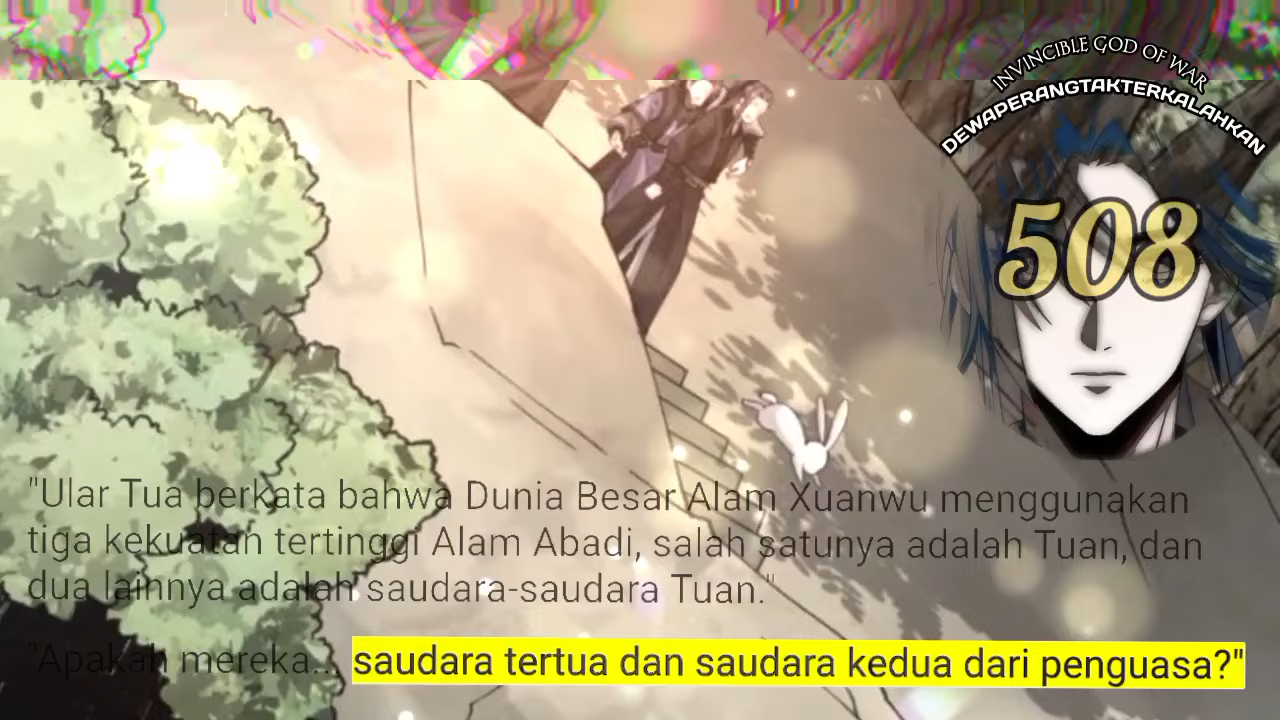 INVINCIBLE GOD OF WAR
DEWAPERANGTAKTERKALAHKAN
508
"Ular Tua berkata bahwa Dunia Besar Alam Xuanwu menggunakan
tiga kekuatan tertinggi Alam Abadi, salah satunya adalah Tuan, dan
dua lainnya adalah saudara-saudara Tuan."
"Apakah mereka... saudara tertua dan saudara kedua dari penguasa?"